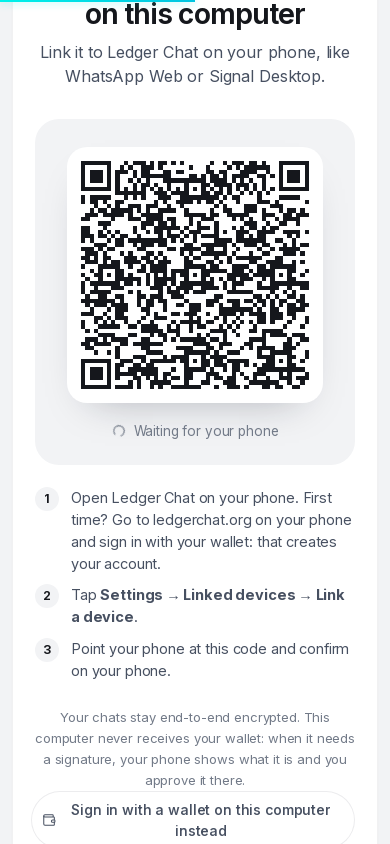 on this computer
Link it to Ledger Chat on your phone, like
WhatsApp Web or Signal Desktop.
Waiting for your phone
1 Open Ledger Chat on your phone. First
time? Go to ledgerchat.org on your phone
and sign in with your wallet: that creates
your account.
2 Tap Settings → Linked devices → Link
a device.
3 Point your phone at this code and confirm
on your phone.
Your chats stay end-to-end encrypted. This
computer never receives your wallet: when it needs
a signature, your phone shows what it is and you
approve it there.
Sign in with a wallet on this computer
instead